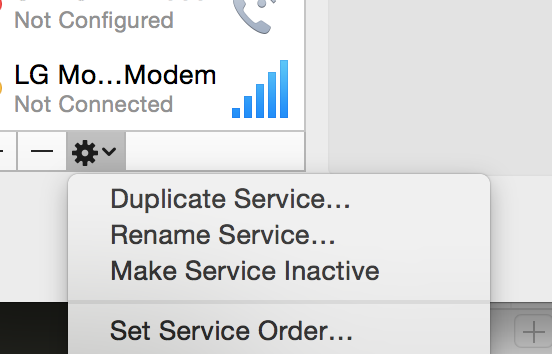 Not Configured
LG Mo...Modem
Not Connected
Duplicate Service...
Rename Service...
Make Service Inactive
Set Service Order...